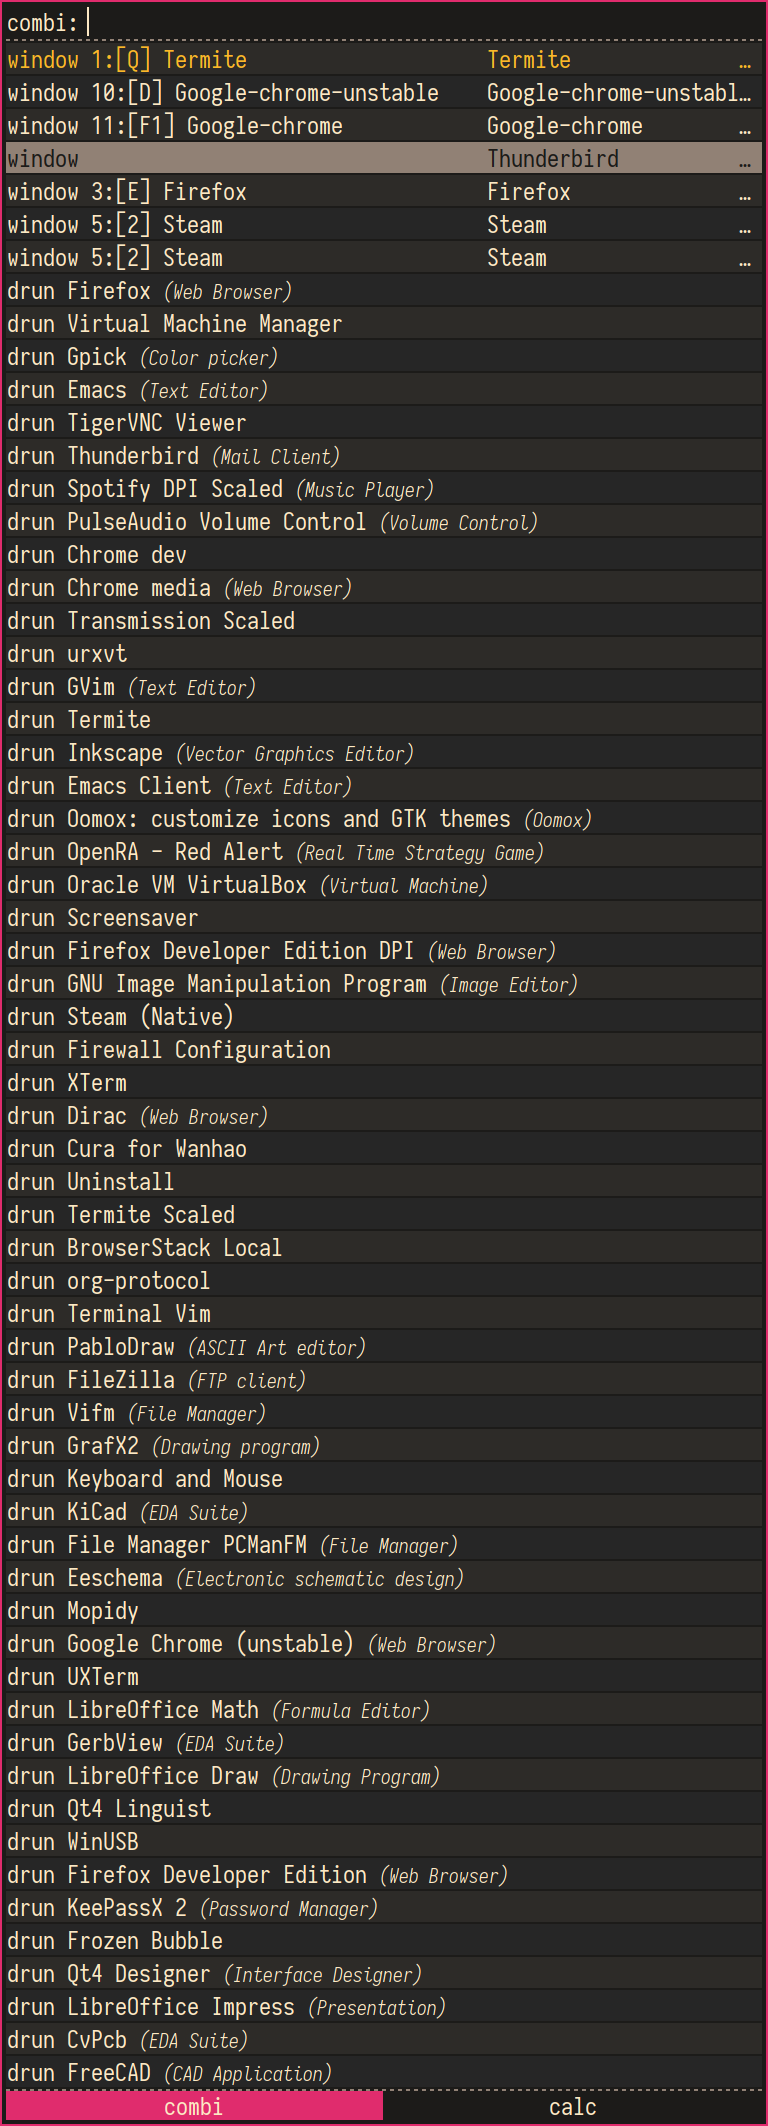 combi:
window 1:[Q] Termite Termite …
window 10:[D] Google-chrome-unstable Google-chrome-unstabl…
window 11:[F1] Google-chrome Google-chrome …
window Thunderbird …
window 3:[E] Firefox Firefox …
window 5:[2] Steam Steam …
window 5:[2] Steam Steam …
drun Firefox (Web Browser)
drun Virtual Machine Manager
drun Gpick (Color picker)
drun Emacs (Text Editor)
drun TigerVNC Viewer
drun Thunderbird (Mail Client)
drun Spotify DPI Scaled (Music Player)
drun PulseAudio Volume Control (Volume Control)
drun Chrome dev
drun Chrome media (Web Browser)
drun Transmission Scaled
drun urxvt
drun GVim (Text Editor)
drun Termite
drun Inkscape (Vector Graphics Editor)
drun Emacs Client (Text Editor)
drun Oomox: customize icons and GTK themes (Oomox)
drun OpenRA - Red Alert (Real Time Strategy Game)
drun Oracle VM VirtualBox (Virtual Machine)
drun Screensaver
drun Firefox Developer Edition DPI (Web Browser)
drun GNU Image Manipulation Program (Image Editor)
drun Steam (Native)
drun Firewall Configuration
drun XTerm
drun Dirac (Web Browser)
drun Cura for Wanhao
drun Uninstall
drun Termite Scaled
drun BrowserStack Local
drun org-protocol
drun Terminal Vim
drun PabloDraw (ASCII Art editor)
drun FileZilla (FTP client)
drun Vifm (File Manager)
drun GrafX2 (Drawing program)
drun Keyboard and Mouse
drun KiCad (EDA Suite)
drun File Manager PCManFM (File Manager)
drun Eeschema (Electronic schematic design)
drun Mopidy
drun Google Chrome (unstable) (Web Browser)
drun UXTerm
drun LibreOffice Math (Formula Editor)
drun GerbView (EDA Suite)
drun LibreOffice Draw (Drawing Program)
drun Qt4 Linguist
drun WinUSB
drun Firefox Developer Edition (Web Browser)
drun KeePassX 2 (Password Manager)
drun Frozen Bubble
drun Qt4 Designer (Interface Designer)
drun LibreOffice Impress (Presentation)
drun CvPcb (EDA Suite)
drun FreeCAD (CAD Application)
combi calc